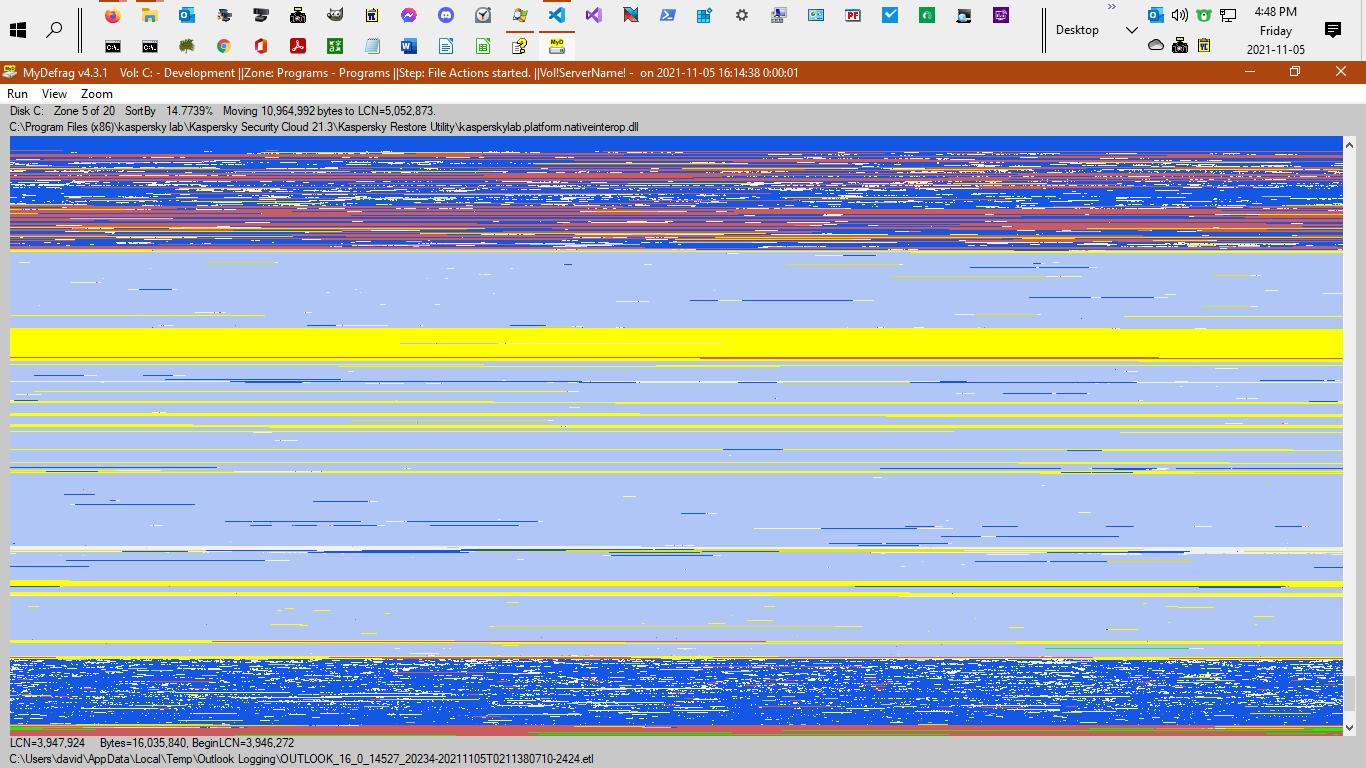 4:48 PM
Desktop
Friday
2021-11-05
MyDefrag v4.3.1 Vol: C: - Development ||Zone: Programs - Programs ||Step: File Actions started. ||Vol!ServerName! - on 2021-11-05 16:14:38 0:00:01
Run View Zoom
Disk C: Zone 5 of 20 SortBy 14.7739% Moving 10,964,992 bytes to LCN=5,052,873.
C:\Program Files (x86)\kaspersky lab\Kaspersky Security Cloud 21.3\Kaspersky Restore Utility\kasperskylab.platform.nativeinterop.dll
LCN=3,947,924 Bytes=16,035,840, BeginLCN=3,946,272
C:\Users\david\AppData\Local\Temp\Outlook Logging\OUTLOOK_16_0_14527_20234-20211105T0211380710-2424.etl